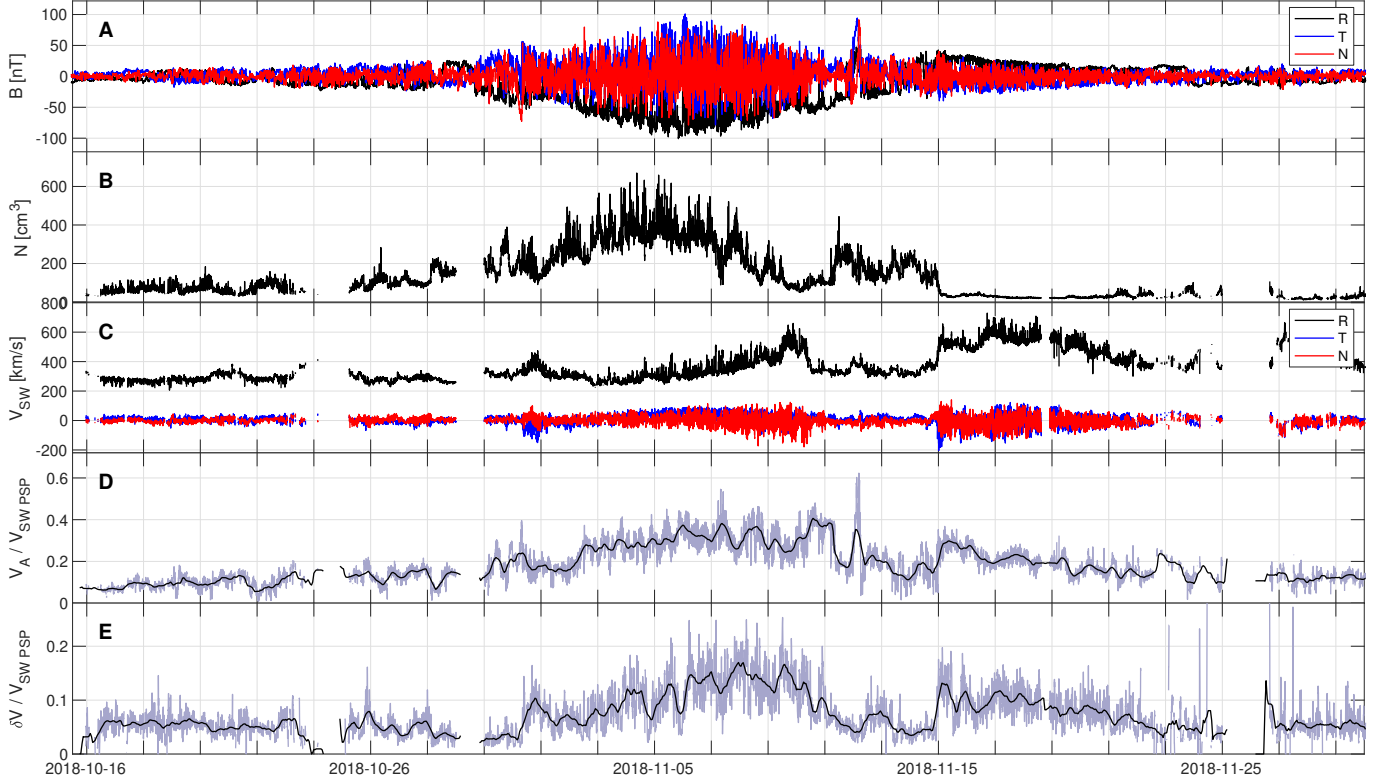 A
100
50
0
-50
-100
B [nT]
R
T
N
B
600
400
200
0
N [cm³]
C
800
600
400
200
0
-200
V_SW [km/s]
R
T
N
D
0.6
0.4
0.2
0
V_A / V_SW PSP
E
0.2
0.1
0
δV / V_SW PSP
2018-10-16
2018-10-26
2018-11-05
2018-11-15
2018-11-25